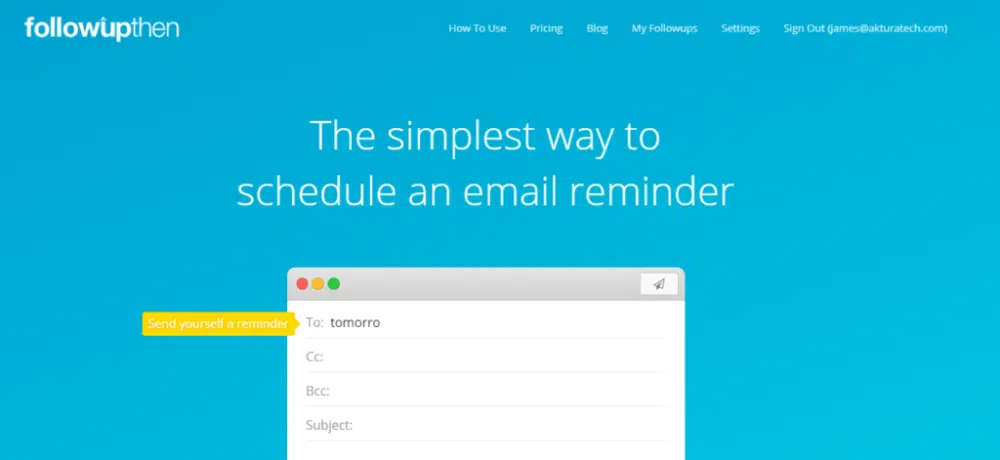 followupthen
How To Use Pricing Blog My Followups Settings Sign Out (james@akturatech.com)
The simplest way to
schedule an email reminder
Send yourself a reminder
To: tomorro
Cc:
Bcc:
Subject: